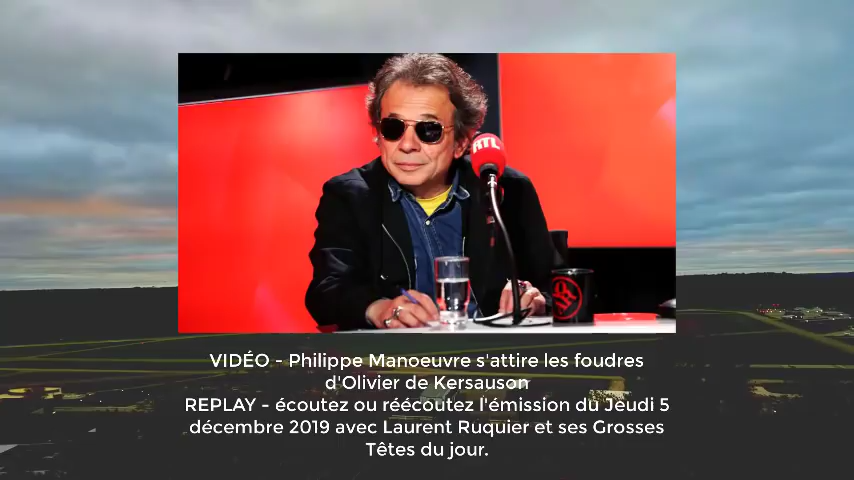 RTL
VIDÉO - Philippe Manoeuvre s'attire les foudres
d'Olivier de Kersauson
REPLAY - écoutez ou réécoutez l'émission du Jeudi 5
décembre 2019 avec Laurent Ruquier et ses Grosses
Têtes du jour.